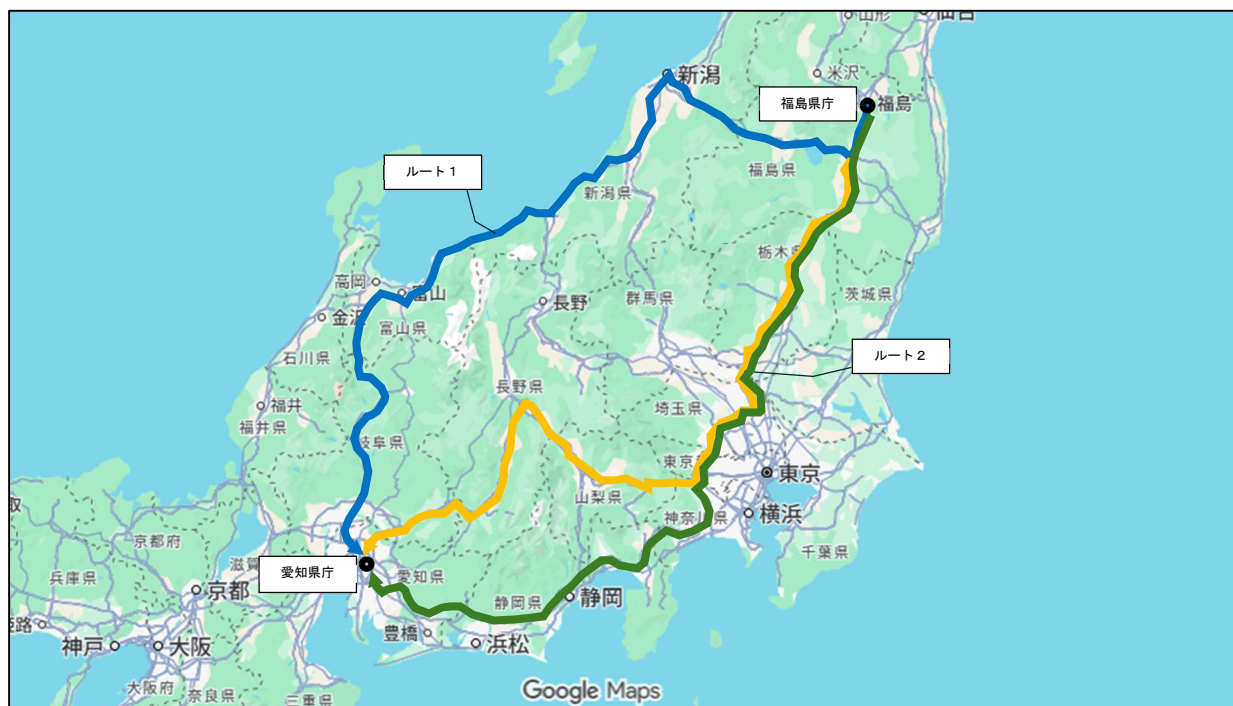 山形
仙台
米沢
新潟
福島県庁
福島
ルート１
福島県
新潟県
栃木県
高岡
富山
長野
群馬県
茨城県
金沢
富山県
石川県
ルート２
長野県
福井
埼玉県
福井県
岐阜県
東京
東京
山梨県
横浜
神奈川県
京都府
千葉県
滋賀
愛知県庁
愛知県
兵庫県
京都
静岡県
静岡
姫路
豊橋
浜松
神戸
大阪
大阪府
奈良県
三重県
Google Maps